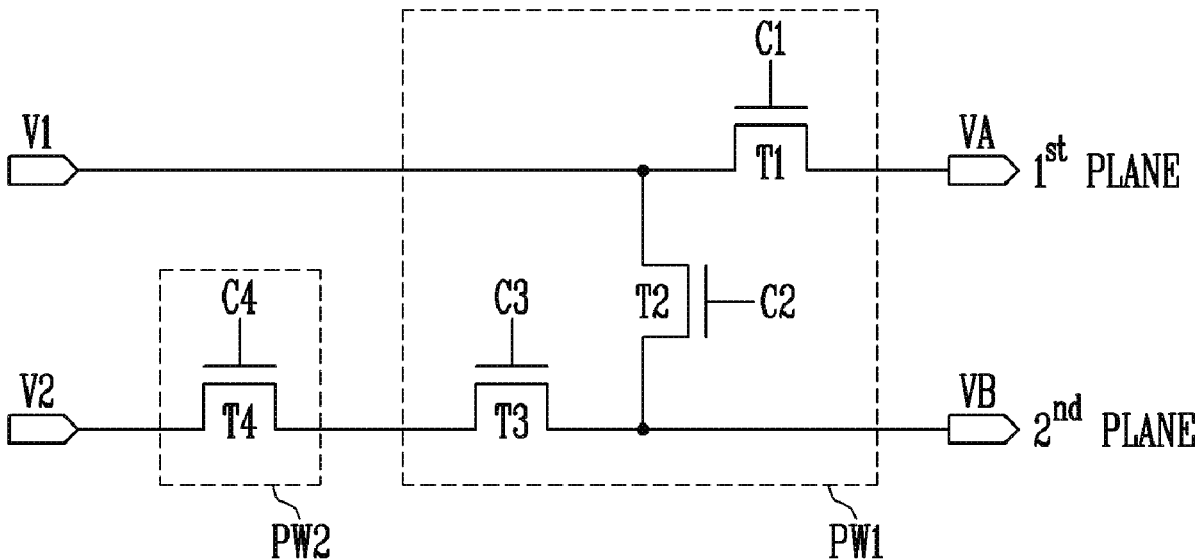 C1
V1
T1
VA
1st PLANE
C4
C3
T2
C2
V2
T4
T3
VB
2nd PLANE
PW2
PW1